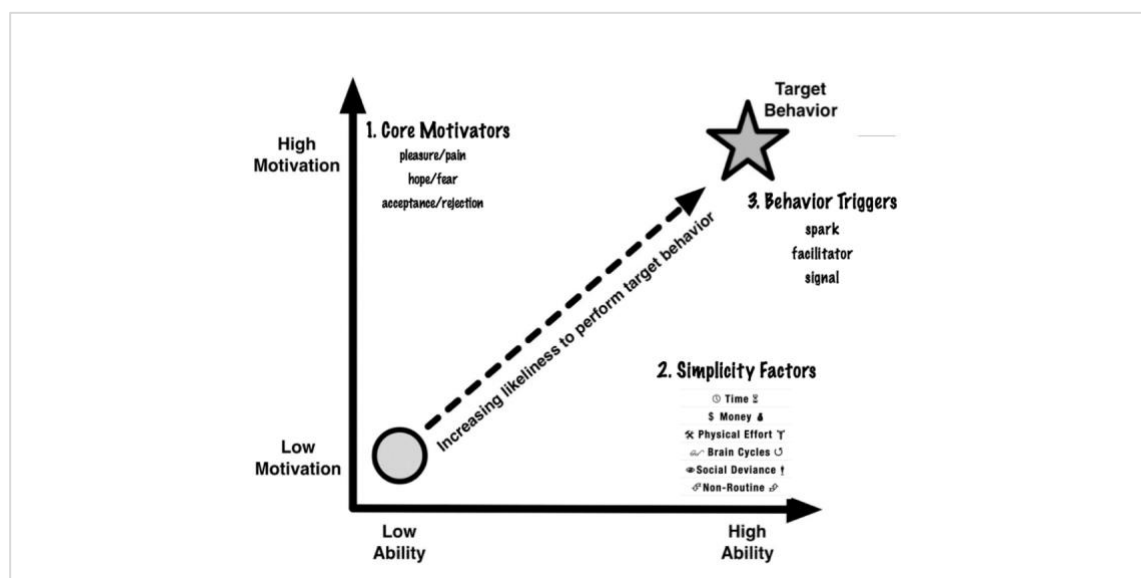 Target
Behavior
High
Motivation
1. Core Motivators
pleasure/pain
hope/fear
acceptance/rejection
3. Behavior Triggers
spark
facilitator
signal
Increasing likeliness to perform target behavior
2. Simplicity Factors
Time
$ Money
Physical Effort
Brain Cycles
Social Deviance
Non-Routine
Low
Motivation
Low
Ability
High
Ability